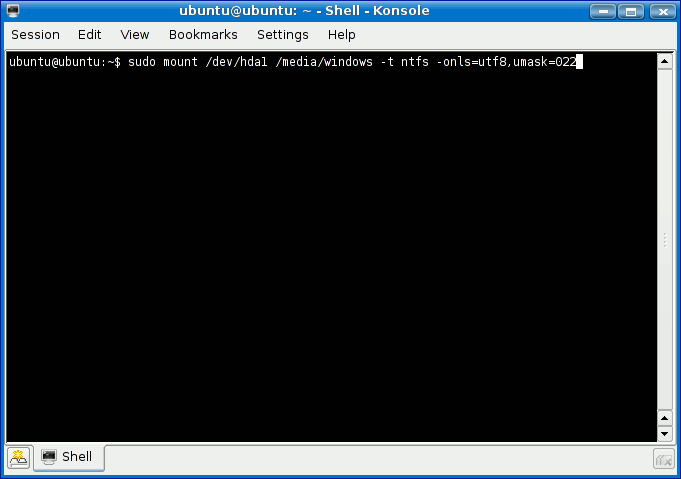 ubuntu@ubuntu: ~ - Shell - Konsole
Session Edit View Bookmarks Settings Help
ubuntu@ubuntu:~$ sudo mount /dev/hda1 /media/windows -t ntfs -onls=utf8,umask=022
Shell